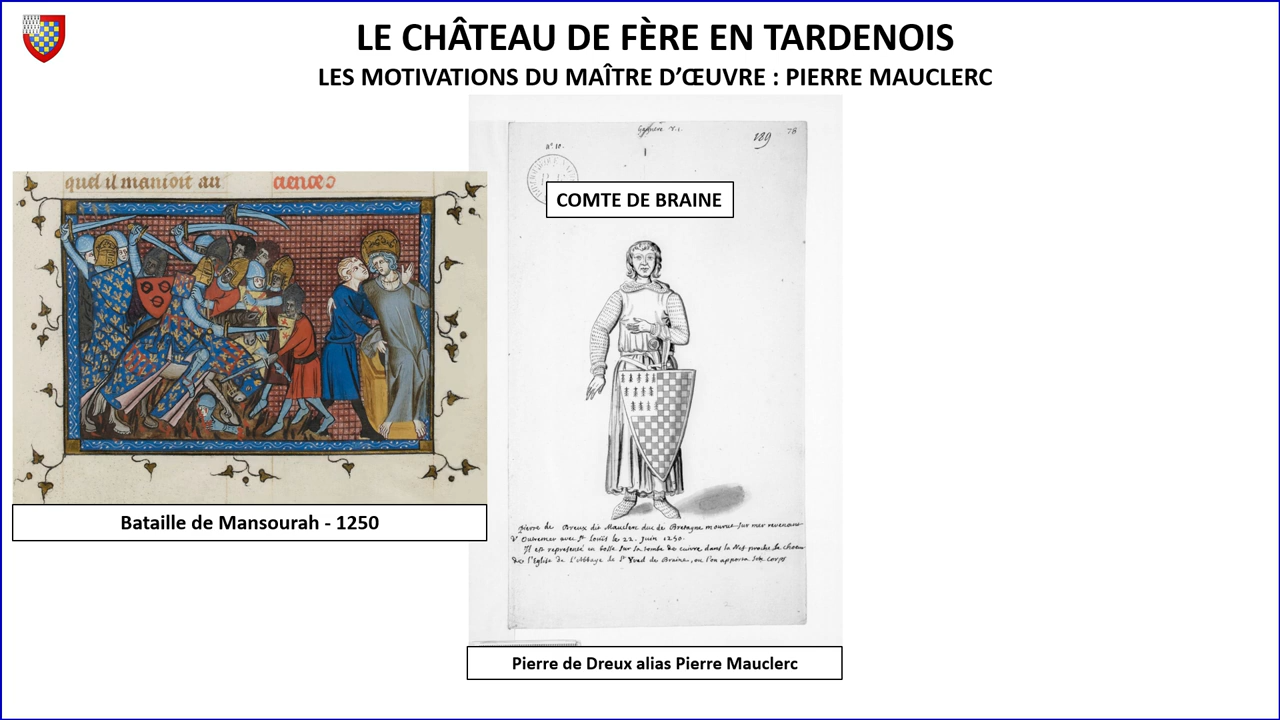 LE CHÂTEAU DE FÈRE EN TARDENOIS
LES MOTIVATIONS DU MAÎTRE D’ŒUVRE : PIERRE MAUCLERC
189
78
COMTE DE BRAINE
quel il manioit au
Bataille de Mansourah - 1250
pierre de Dreux dit Mauclerc duc de Bretagne mourut sur mer revenant
d'Outremer avec St Louis le 22. Juin 1250.
Il est representé en bosse sur sa tombe de cuivre dans la Nef proche le choeur
de l'Eglise de l'Abbaye de St Yved de Braine, ou l'on apporta son corps
Pierre de Dreux alias Pierre Mauclerc